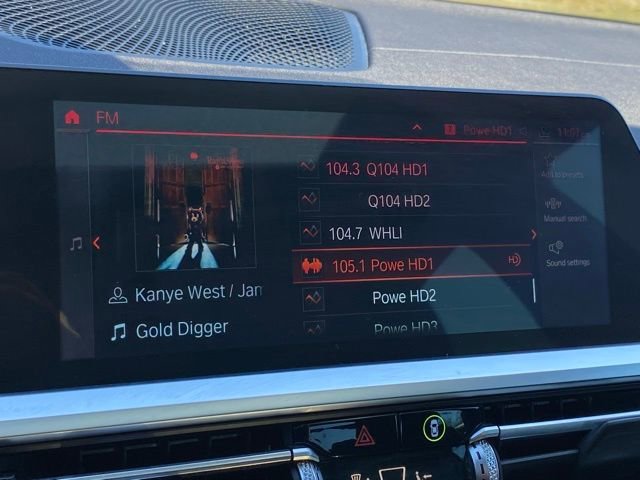 FM
Powe HD1
104.3 Q104 HD1
Q104 HD2
104.7 WHLI
105.1 Powe HD1 HD
Powe HD2
Powe HD3
Kanye West / Jan
Gold Digger
Add to presets
Manual search
Sound settings